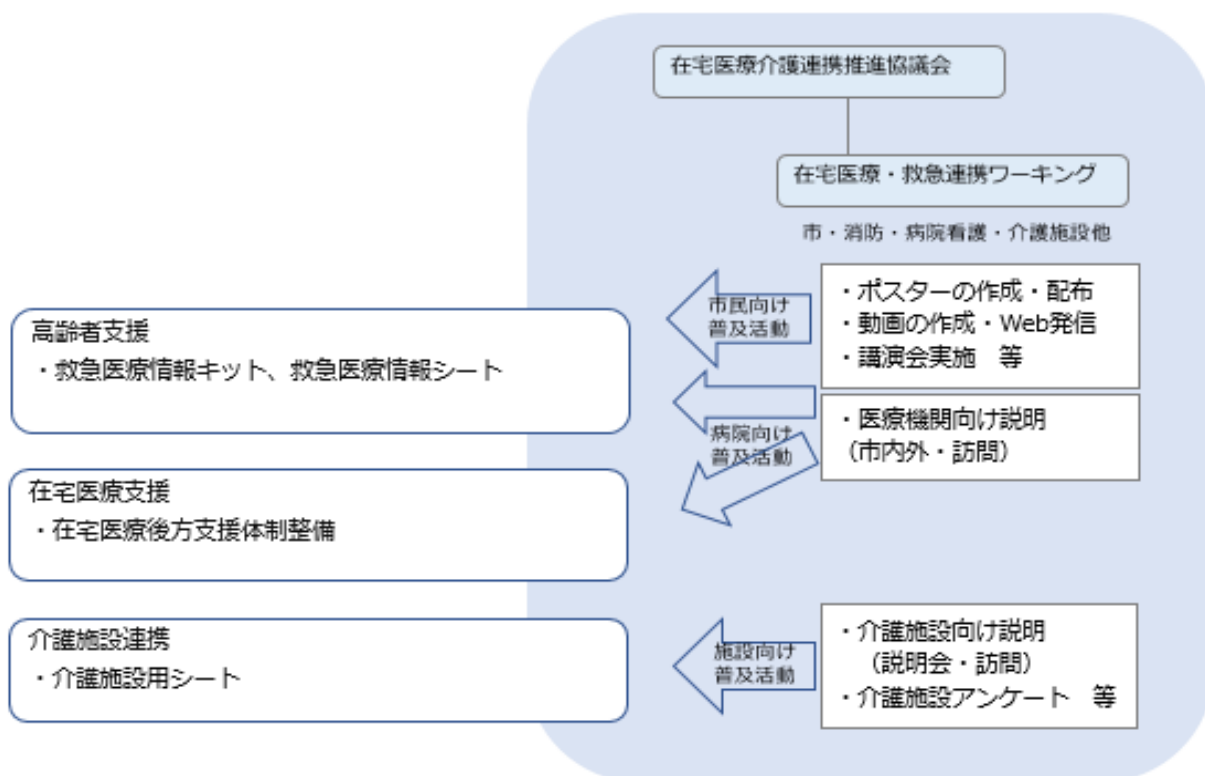 在宅医療介護連携推進協議会
在宅医療・救急連携ワーキング
市・消防・病院看護・介護施設他
高齢者支援
・救急医療情報キット、救急医療情報シート
市民向け
普及活動
・ポスターの作成・配布
・動画の作成・Web発信
・講演会実施　等
病院向け
普及活動
・医療機関向け説明
（市内外・訪問）
在宅医療支援
・在宅医療後方支援体制整備
介護施設連携
・介護施設用シート
施設向け
普及活動
・介護施設向け説明
（説明会・訪問）
・介護施設アンケート　等